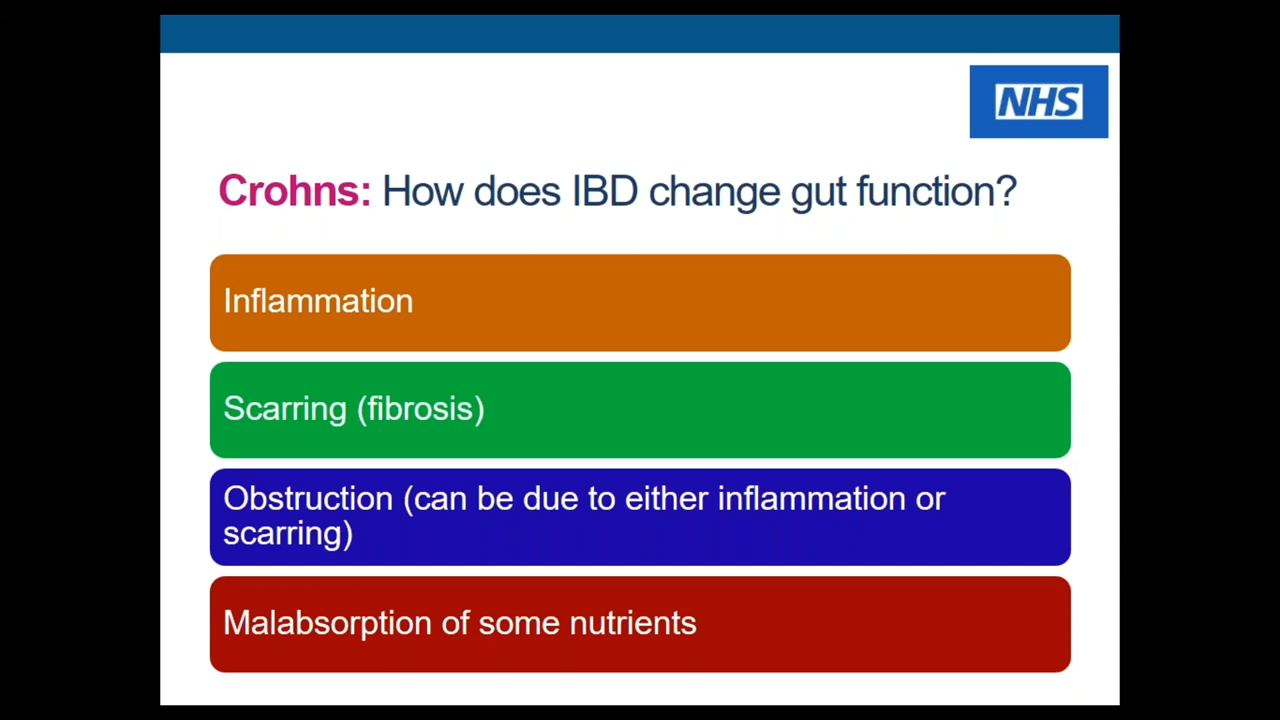 NHS
Crohns: How does IBD change gut function?
Inflammation
Scarring (fibrosis)
Obstruction (can be due to either inflammation or
scarring)
Malabsorption of some nutrients